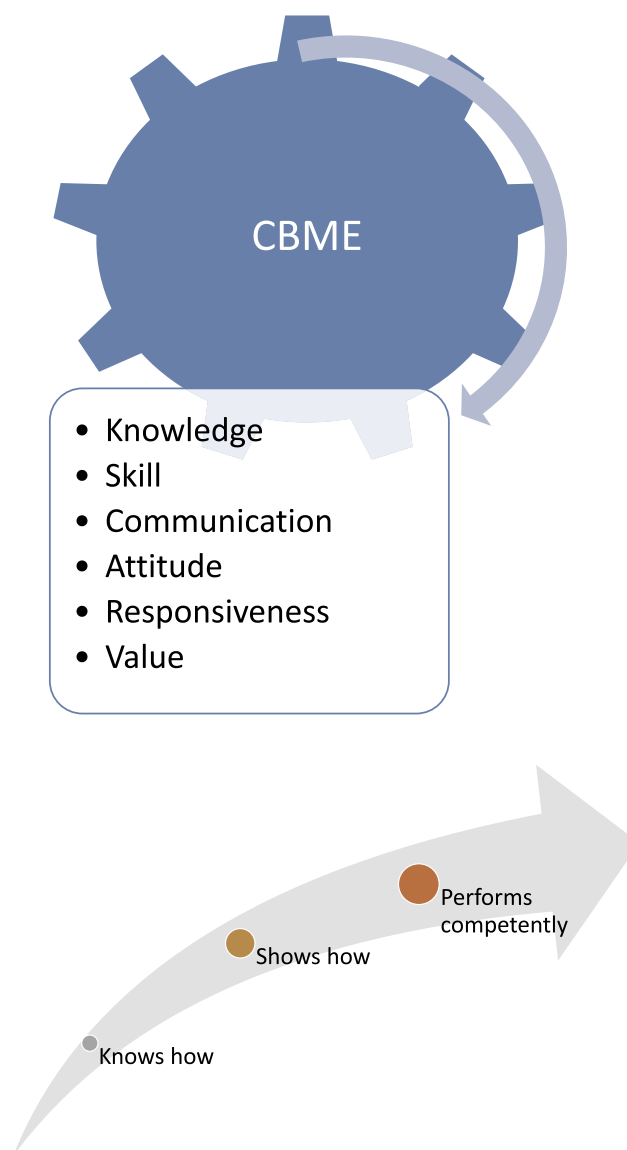 CBME
• Knowledge
• Skill
• Communication
• Attitude
• Responsiveness
• Value
Performs
competently
Shows how
Knows how